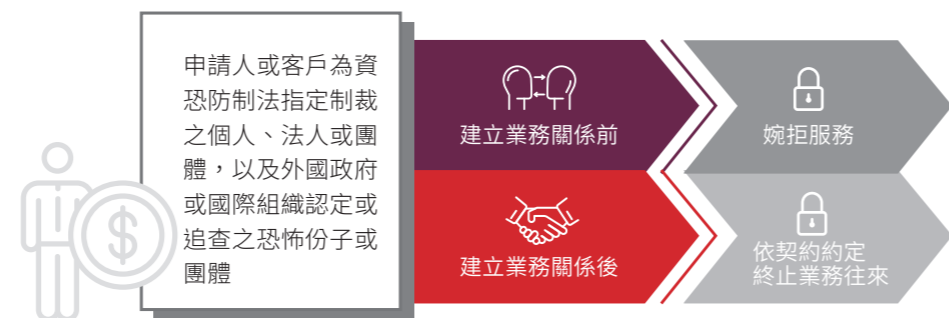 申請人或客戶為資
恐防制法指定制裁
之個人、法人或團
體，以及外國政府
或國際組織認定或
追查之恐怖份子或
團體
建立業務關係前
婉拒服務
建立業務關係後
依契約約定
終止業務往來
$